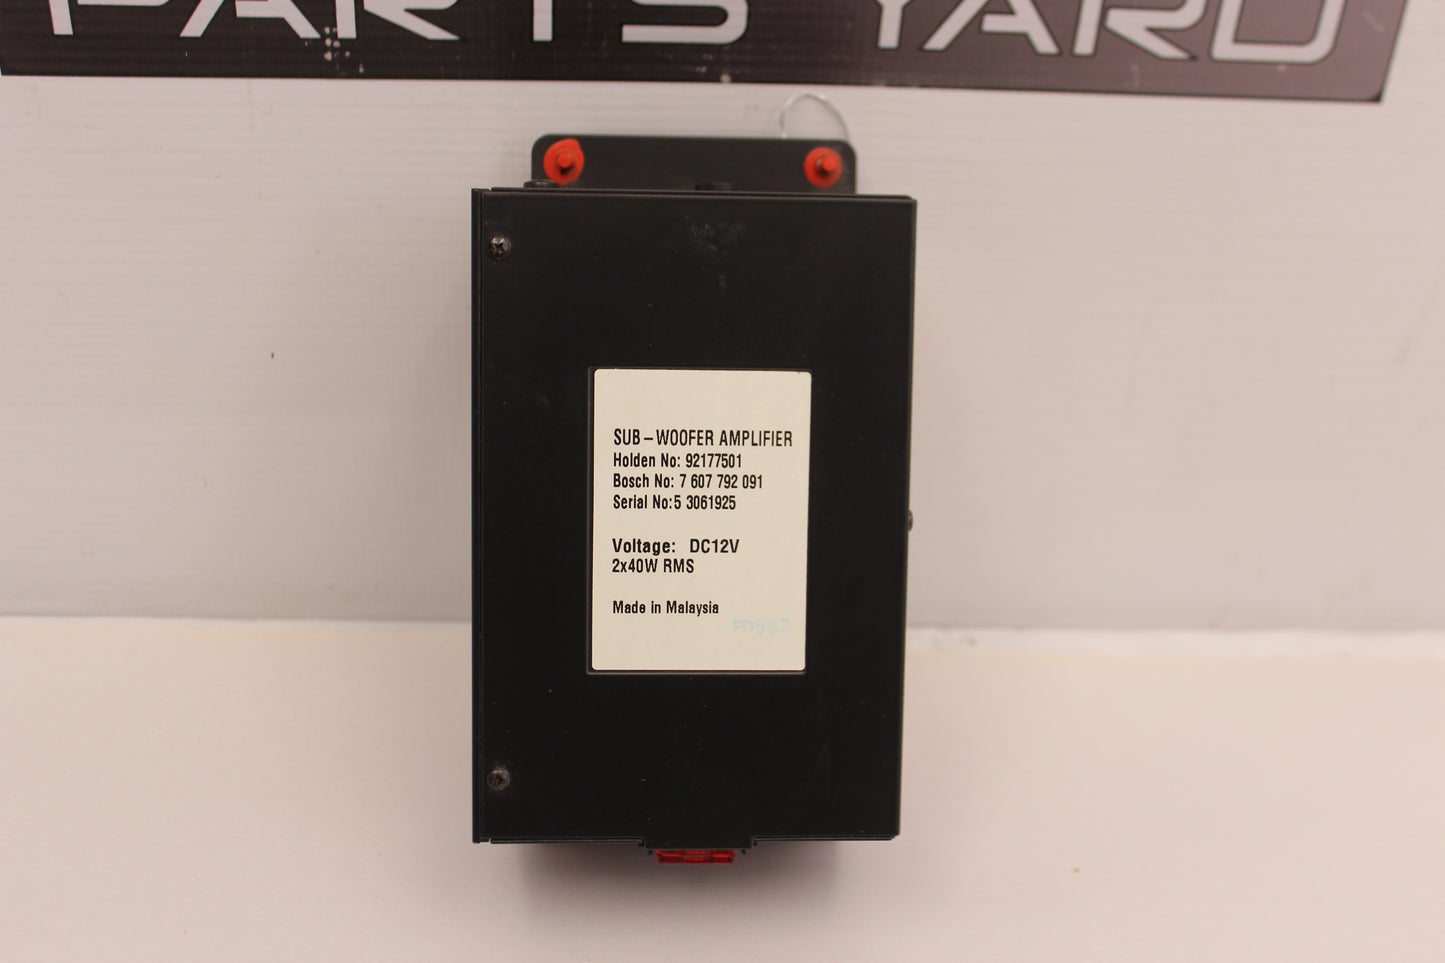 PARTS YARD
SUB – WOOFER AMPLIFIER
Holden No: 92177501
Bosch No: 7 607 792 091
Serial No:5 3061925
Voltage: DC12V
2x40W RMS
Made in Malaysia
FD582